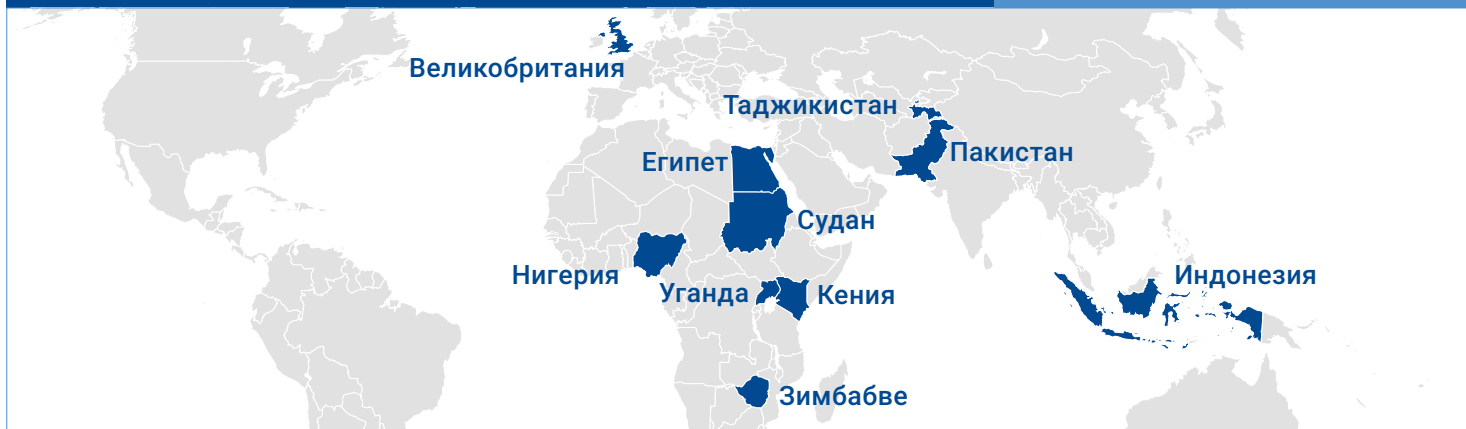 Великобритания
Таджикистан
Пакистан
Египет
Судан
Нигерия
Уганда
Кения
Индонезия
Зимбабве